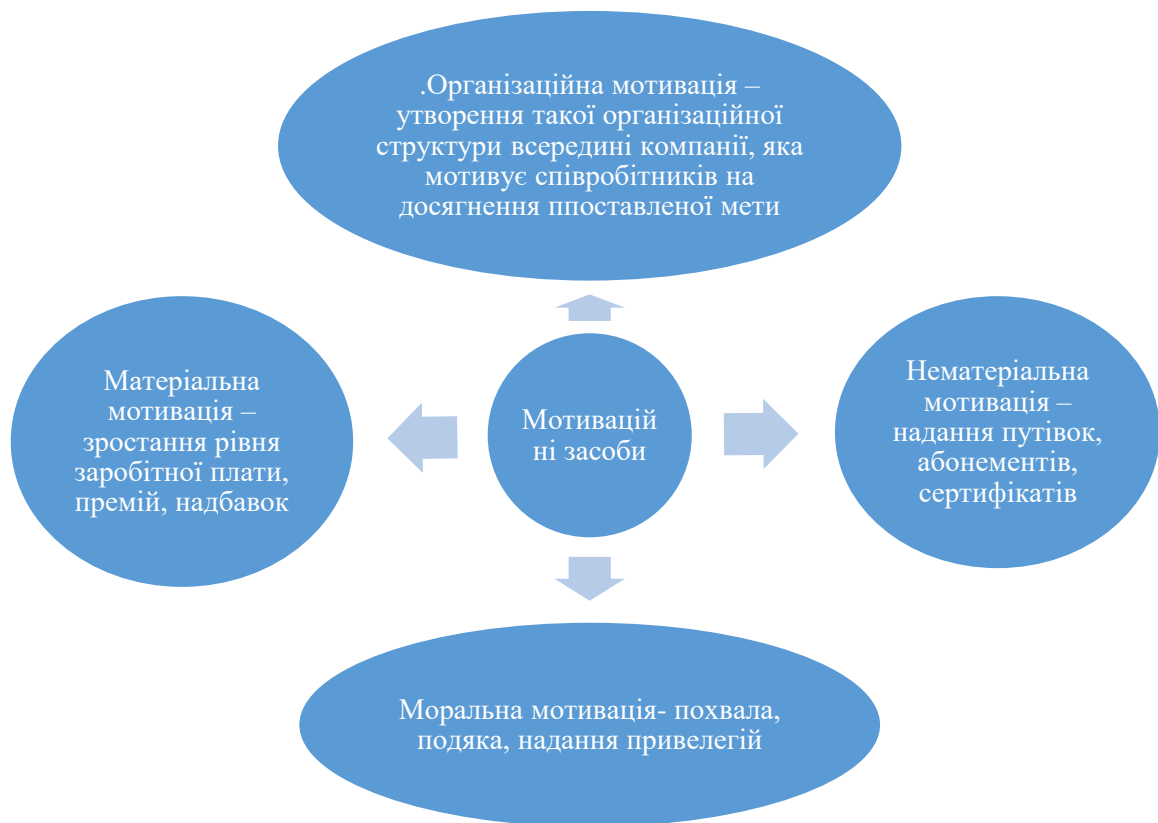 .Організаційна мотивація –
утворення такої організаційної
структури всередині компанії, яка
мотивує співробітників на
досягнення ппоставленої мети
Матеріальна
мотивація –
зростання рівня
заробітної плати,
премій, надбавок
Мотивацій
ні засоби
Нематеріальна
мотивація –
надання путівок,
абонементів,
сертифікатів
Моральна мотивація- похвала,
подяка, надання привелегій